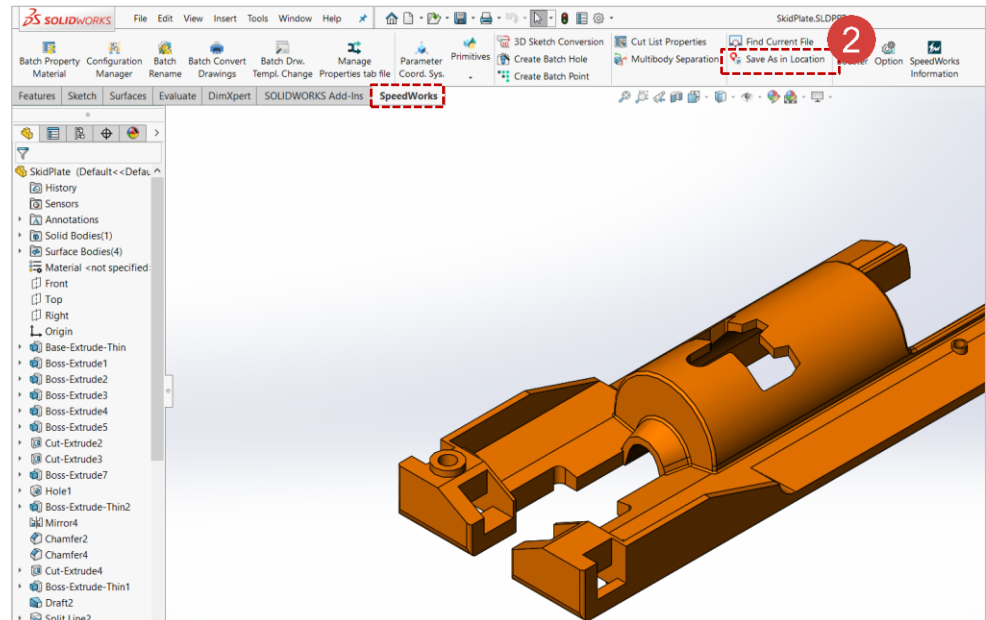 SOLIDWORKS File Edit View Insert Tools Window Help SkidPlate.SLDPRT
2
3D Sketch Conversion Cut List Properties Find Current File
Batch Property Configuration Batch Batch Convert Batch Drw. Manage Parameter Primitives Create Batch Hole Multibody Separation Save As in Location Option SpeedWorks
Material Manager Rename Drawings Templ. Change Properties tab file Coord. Sys. Create Batch Point Information
Features Sketch Surfaces Evaluate DimXpert SOLIDWORKS Add-Ins SpeedWorks
SkidPlate (Default<<Defau
History
Sensors
Annotations
Solid Bodies(1)
Surface Bodies(4)
Material <not specified
Front
Top
Right
Origin
Base-Extrude-Thin
Boss-Extrude1
Boss-Extrude2
Boss-Extrude3
Boss-Extrude4
Boss-Extrude5
Cut-Extrude2
Cut-Extrude3
Boss-Extrude7
Hole1
Boss-Extrude-Thin2
Mirror4
Chamfer2
Chamfer4
Cut-Extrude4
Boss-Extrude-Thin1
Draft2
Split Line2